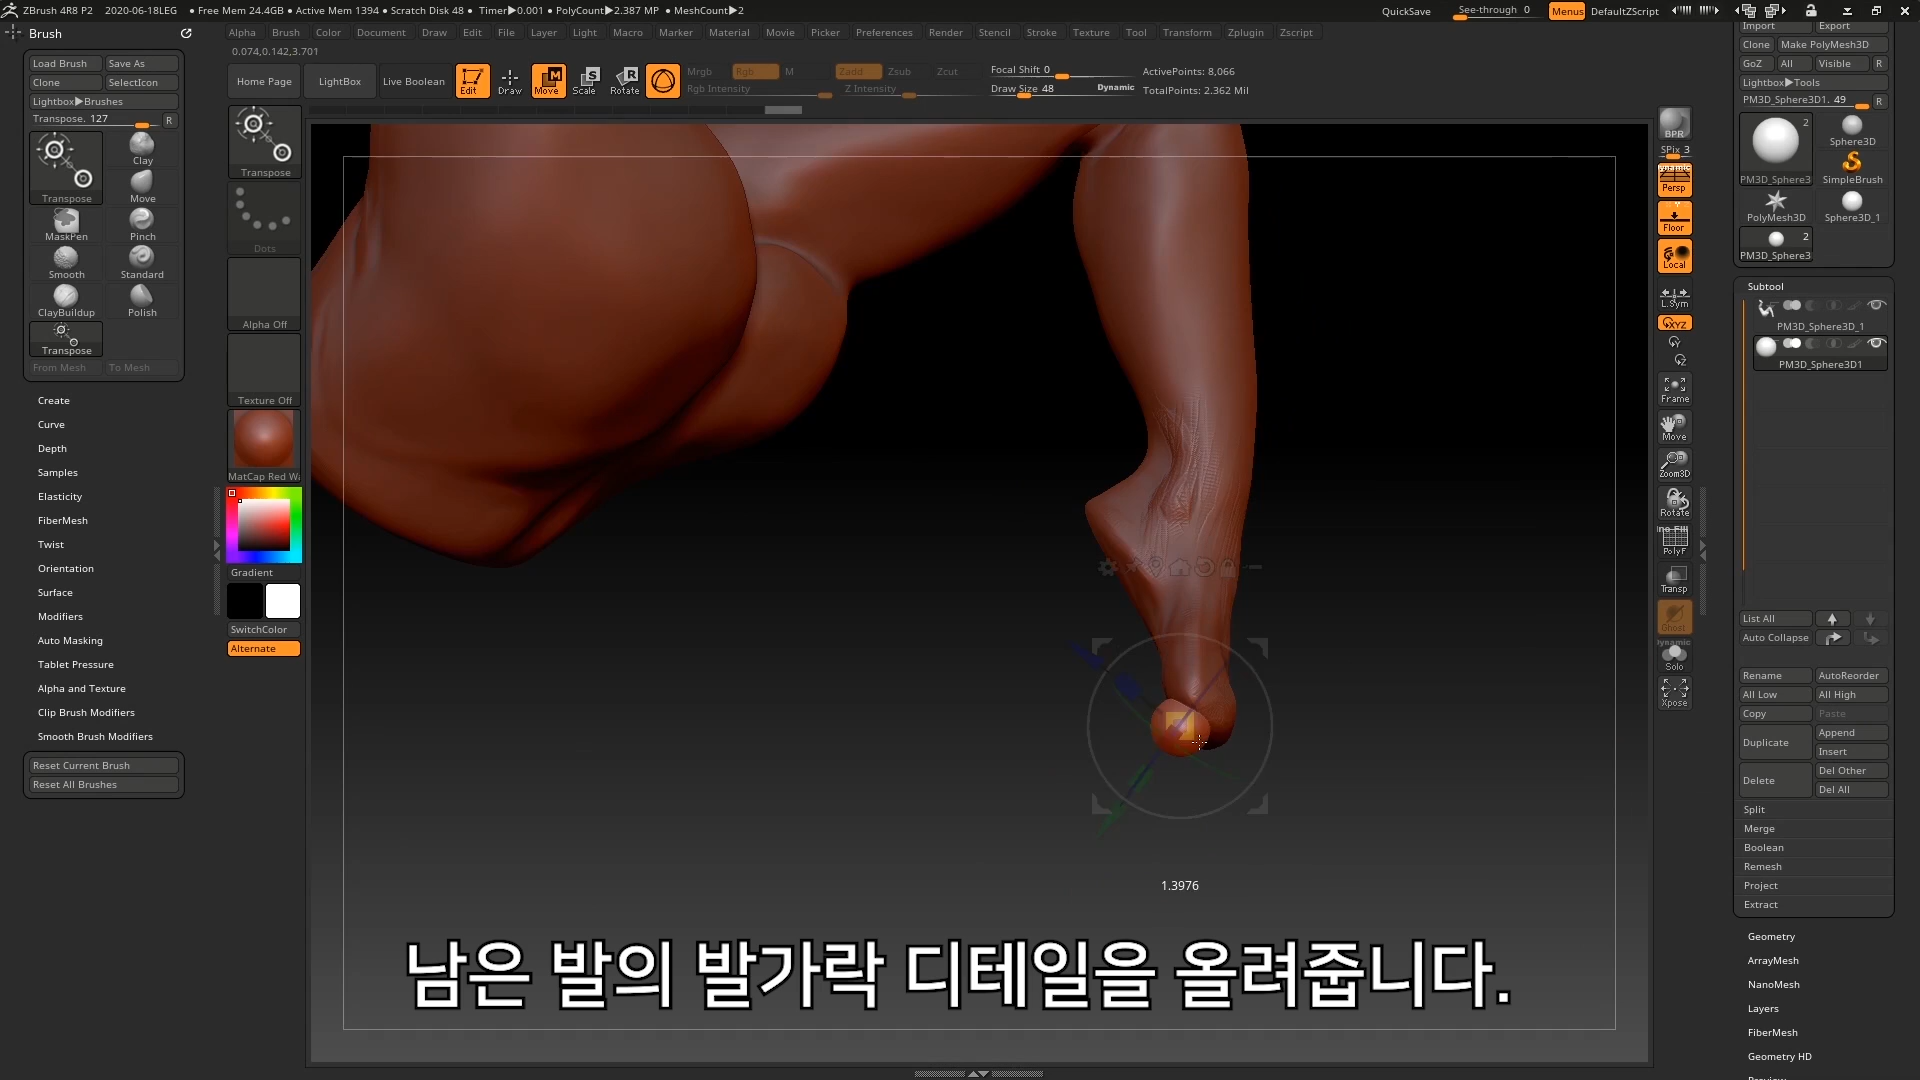 ZBrush 4R8 P2 2020-06-18LEG • Free Mem 24.4GB • Active Mem 1394 • Scratch Disk 48 • Timer▶0.001 • PolyCount▶2.387 MP • MeshCount▶2 QuickSave See-through 0 Menus DefaultZScript
Brush
Alpha Brush Color Document Draw Edit File Layer Light Macro Marker Material Movie Picker Preferences Render Stencil Stroke Texture Tool Transform Zplugin Zscript
0.074,0.142,3.701
Load Brush Save As
Clone SelectIcon
Lightbox▶Brushes
Transpose. 127 R
Transpose
Clay
Move
MaskPen Pinch
Smooth Standard
ClayBuildup Polish
Transpose
From Mesh To Mesh
Create
Curve
Depth
Samples
Elasticity
FiberMesh
Twist
Orientation
Surface
Modifiers
Auto Masking
Tablet Pressure
Alpha and Texture
Clip Brush Modifiers
Smooth Brush Modifiers
Reset Current Brush
Reset All Brushes
Home Page LightBox Live Boolean Edit Draw Move Scale Rotate
Mrgb Rgb M Zadd Zsub Zcut
Rgb Intensity Z Intensity
Focal Shift 0
Draw Size 48 Dynamic
ActivePoints: 8,066
TotalPoints: 2.362 Mil
Transpose
Dots
Alpha Off
Texture Off
MatCap Red Wa
Gradient
SwitchColor
Alternate
1.3976
남은 발의 발가락 디테일을 올려줍니다.
BPR
SPix 3
Dynamic
Persp
Floor
Local
L.Sym
XYZ
Y
Z
Frame
Move
Zoom3D
Rotate
PolyF
Transp
Ghost
Dynamic
Solo
Xpose
Import Export
Clone Make PolyMesh3D
GoZ All Visible R
Lightbox▶Tools
PM3D_Sphere3D1. 49 R
2
PM3D_Sphere3 Sphere3D
SimpleBrush
PolyMesh3D Sphere3D_1
2
PM3D_Sphere3
Subtool
PM3D_Sphere3D_1
PM3D_Sphere3D1
List All
Auto Collapse
Rename AutoReorder
All Low All High
Copy Paste
Duplicate Append
Insert
Delete Del Other
Del All
Split
Merge
Boolean
Remesh
Project
Extract
Geometry
ArrayMesh
NanoMesh
Layers
FiberMesh
Geometry HD